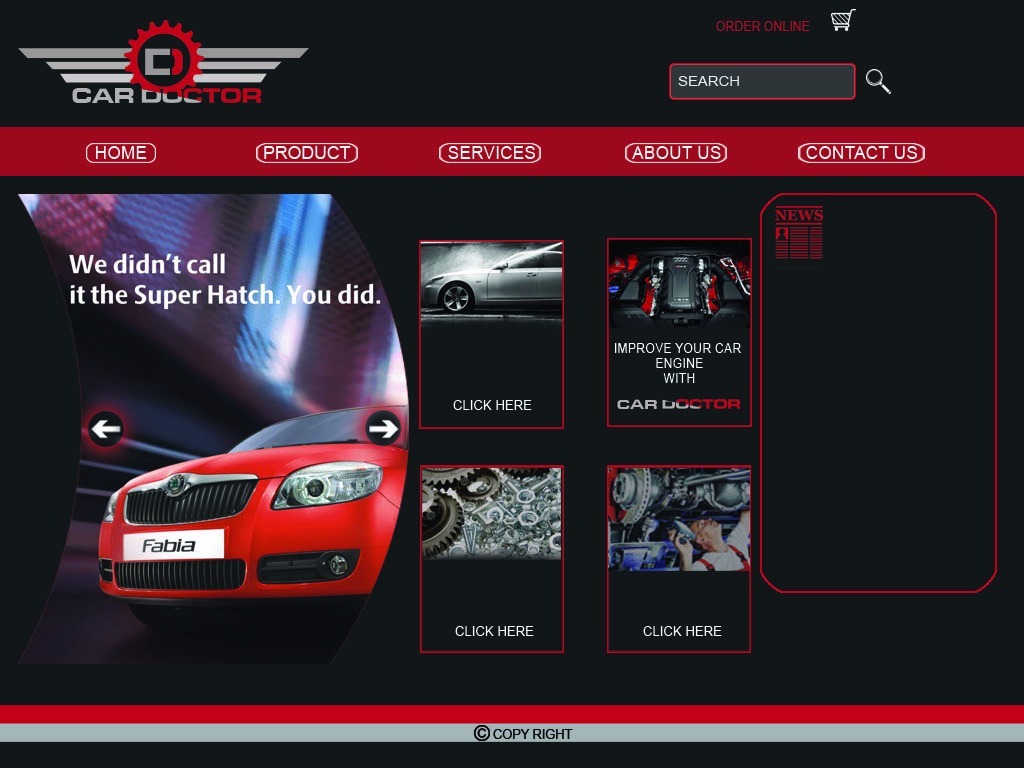 ORDER ONLINE
CD
CAR DOCTOR
SEARCH
HOME
PRODUCT
SERVICES
ABOUT US
CONTACT US
We didn't call
it the Super Hatch. You did.
Fabia
CLICK HERE
IMPROVE YOUR CAR
ENGINE
WITH
CAR DOCTOR
CLICK HERE
CLICK HERE
NEWS
© COPY RIGHT